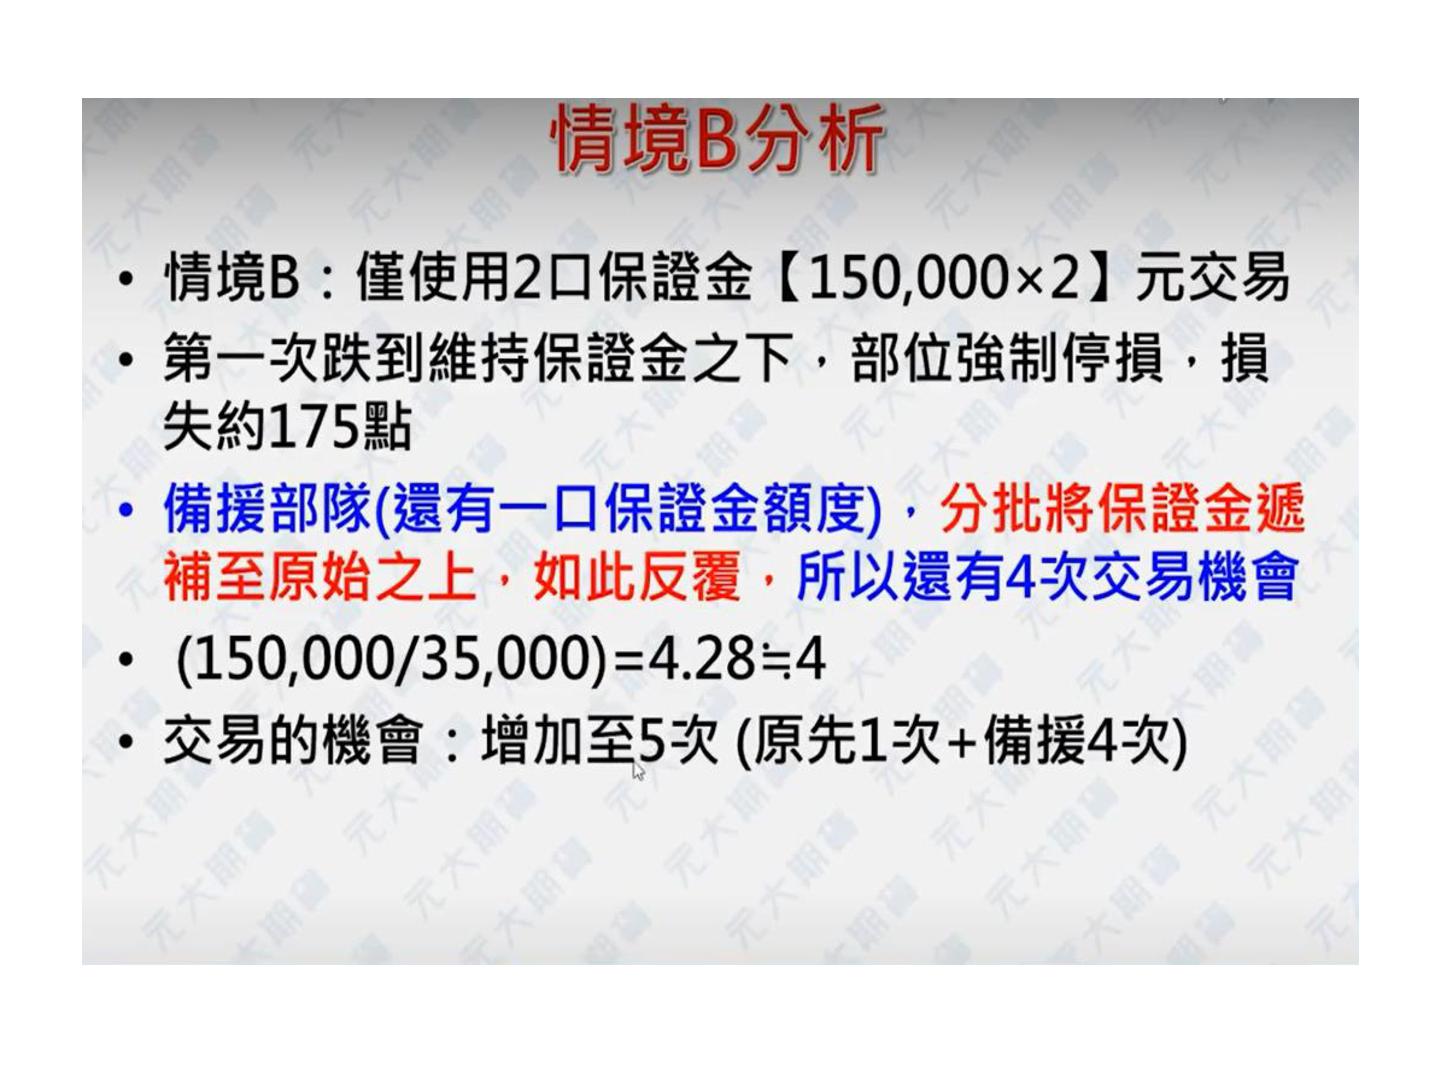 情境B分析
• 情境B：僅使用2口保證金【150,000×2】元交易
• 第一次跌到維持保證金之下，部位強制停損，損
失約175點
• 備援部隊(還有一口保證金額度)，分批將保證金遞
補至原始之上，如此反覆，所以還有4次交易機會
• (150,000/35,000)=4.28≒4
• 交易的機會：增加至5次 (原先1次+備援4次)
元大期貨